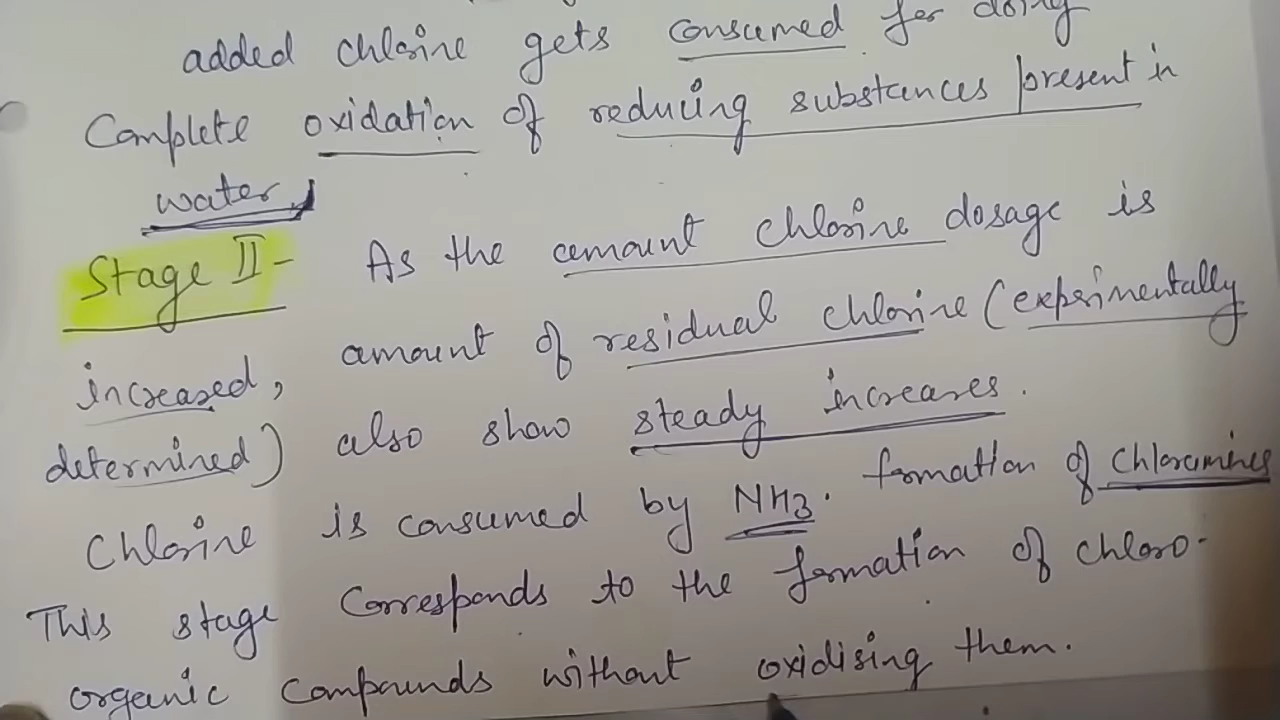 added chlorine gets consumed for doing
Complete oxidation of reducing substances present in
water.
Stage II - As the amount chlorine dosage is
increased, amount of residual chlorine (experimentally
determined) also show steady increases.
Chlorine is consumed by NH3. formation of chloramines
This stage corresponds to the formation of chloro-
organic compounds without oxidising them.